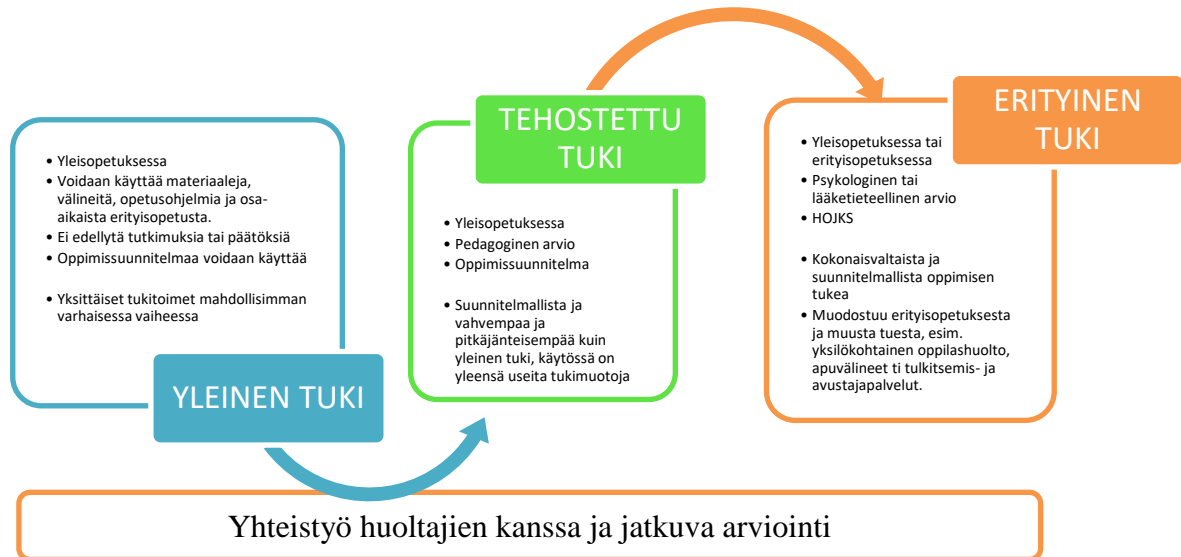 • Yleisopetuksessa
• Voidaan käyttää materiaaleja,
välineitä, opetusohjelmia ja osa-
aikaista erityisopetusta.
• Ei edellytä tutkimuksia tai päätöksiä
• Oppimissuunnitelmaa voidaan käyttää
• Yksittäiset tukitoimet mahdollisimman
varhaisessa vaiheessa
YLEINEN TUKI
TEHOSTETTU
TUKI
• Yleisopetuksessa
• Pedagoginen arvio
• Oppimissuunnitelma
• Suunnitelmallista ja
vahvempaa ja
pitkäjänteisempää kuin
yleinen tuki, käytössä on
yleensä useita tukimuotoja
ERITYINEN
TUKI
• Yleisopetuksessa tai
erityisopetuksessa
• Psykologinen tai
lääketieteellinen arvio
• HOJKS
• Kokonaisvaltaista ja
suunnitelmallista oppimisen
tukea
• Muodostuu erityisopetuksesta
ja muusta tuesta, esim.
yksilökohtainen oppilashuolto,
apuvälineet ti tulkitsemis- ja
avustajapalvelut.
Yhteistyö huoltajien kanssa ja jatkuva arviointi